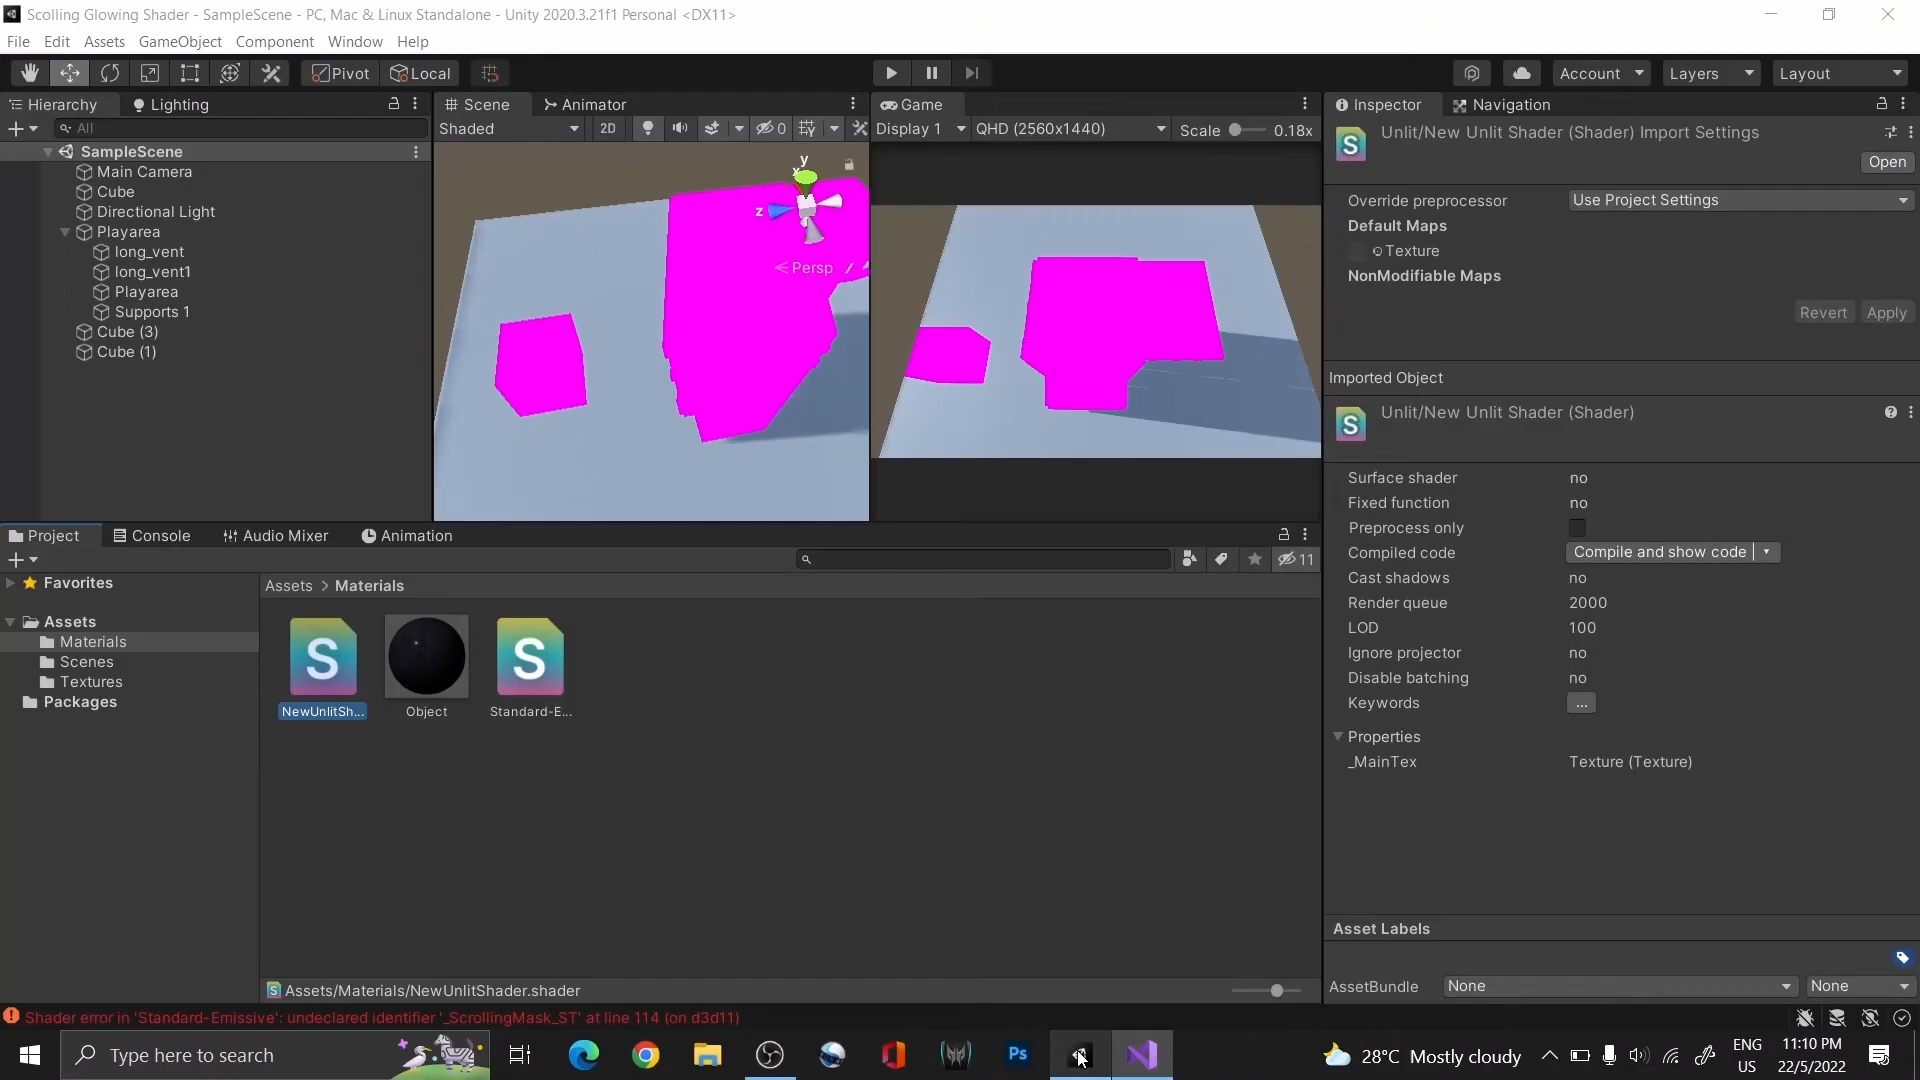 Scolling Glowing Shader - SampleScene - PC, Mac & Linux Standalone - Unity 2020.3.21f1 Personal <DX11>
File Edit Assets GameObject Component Window Help
Pivot Local Account Layers Layout
Hierarchy Lighting
All
SampleScene
Main Camera
Cube
Directional Light
Playarea
long_vent
long_vent1
Playarea
Supports 1
Cube (3)
Cube (1)
Scene Animator
Shaded 2D 0
y
x
z
Persp
Game
Display 1 QHD (2560x1440) Scale 0.18x
Inspector Navigation
Unlit/New Unlit Shader (Shader) Import Settings
Open
Override preprocessor Use Project Settings
Default Maps
Texture
NonModifiable Maps
Revert Apply
Imported Object
Unlit/New Unlit Shader (Shader)
Surface shader no
Fixed function no
Preprocess only
Compiled code Compile and show code
Cast shadows no
Render queue 2000
LOD 100
Ignore projector no
Disable batching no
Keywords ...
Properties
_MainTex Texture (Texture)
Asset Labels
AssetBundle None None
Project Console Audio Mixer Animation
11
Favorites
Assets
Materials
Scenes
Textures
Packages
Assets > Materials
S S
NewUnlitSh... Object Standard-E...
Assets/Materials/NewUnlitShader.shader
Shader error in 'Standard-Emissive': undeclared identifier '_ScrollingMask_ST' at line 114 (on d3d11)
Type here to search
Ps
28°C Mostly cloudy
ENG
US
11:10 PM
22/5/2022